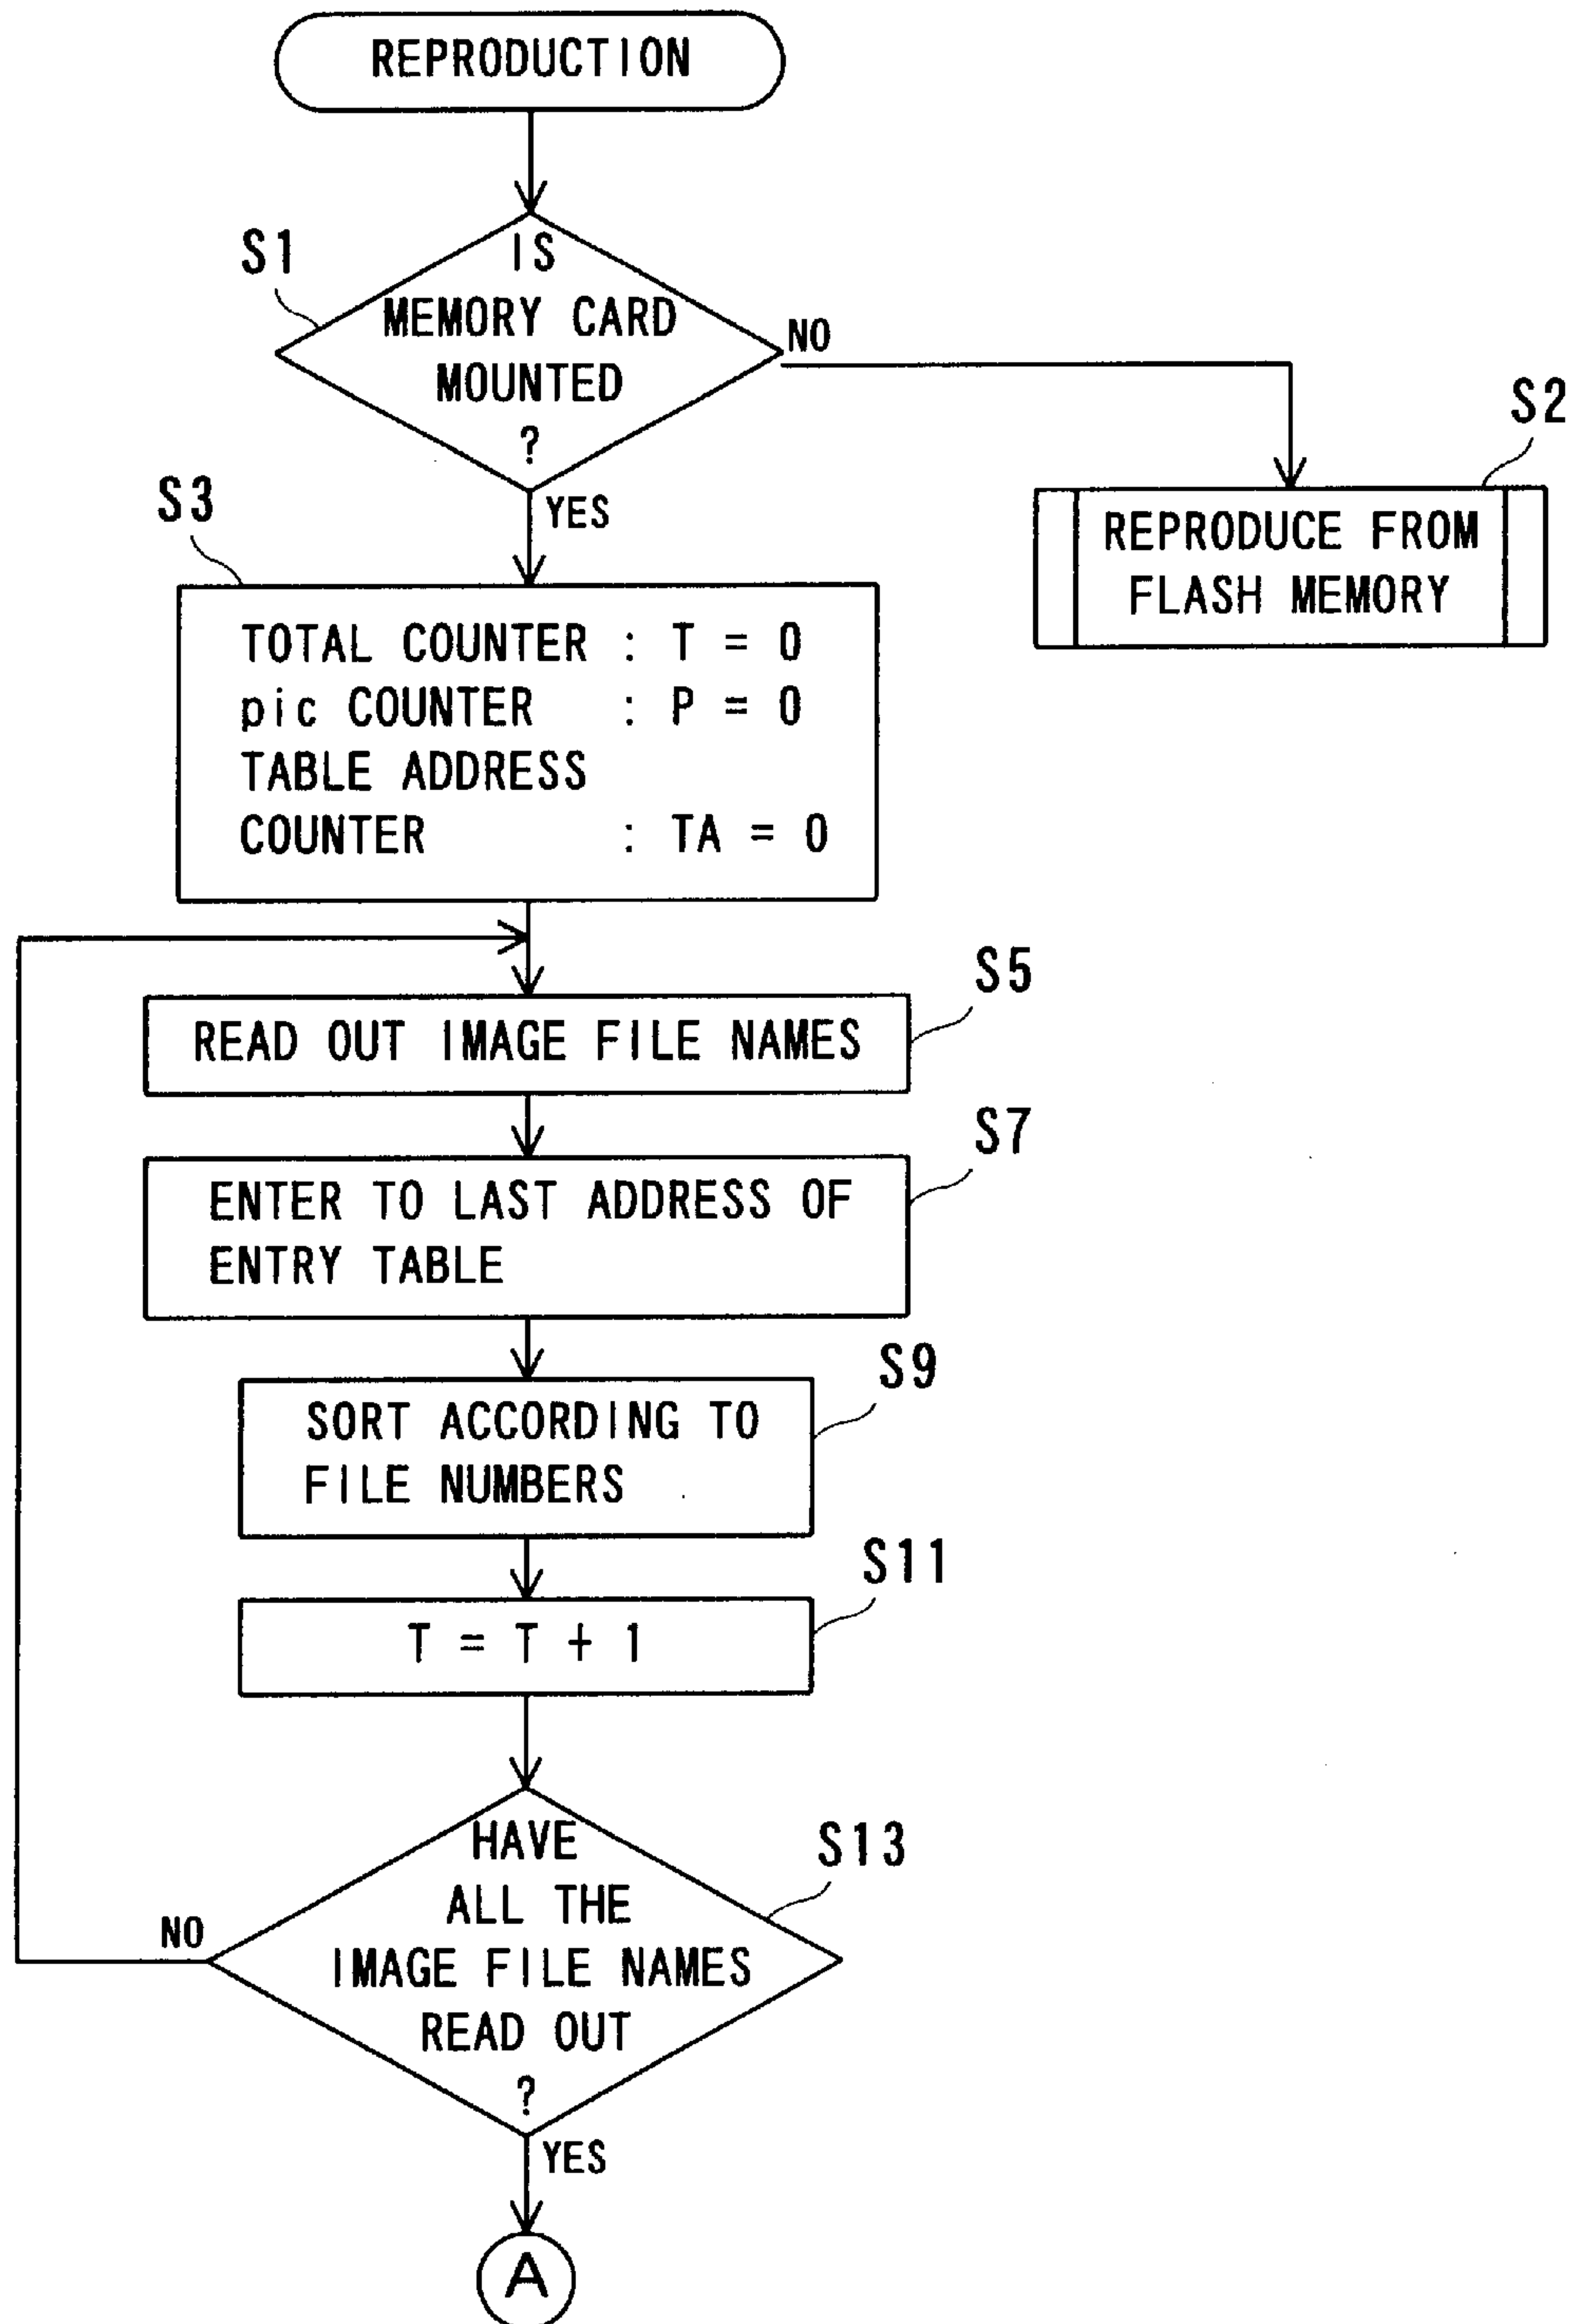 REPRODUCTION
S1
IS
MEMORY CARD
MOUNTED
?
NO
YES
S2
REPRODUCE FROM
FLASH MEMORY
S3
TOTAL COUNTER : T = 0
pic COUNTER : P = 0
TABLE ADDRESS
COUNTER : TA = 0
S5
READ OUT IMAGE FILE NAMES
S7
ENTER TO LAST ADDRESS OF
ENTRY TABLE
S9
SORT ACCORDING TO
FILE NUMBERS
S11
T = T + 1
S13
HAVE
ALL THE
IMAGE FILE NAMES
READ OUT
?
NO
YES
A